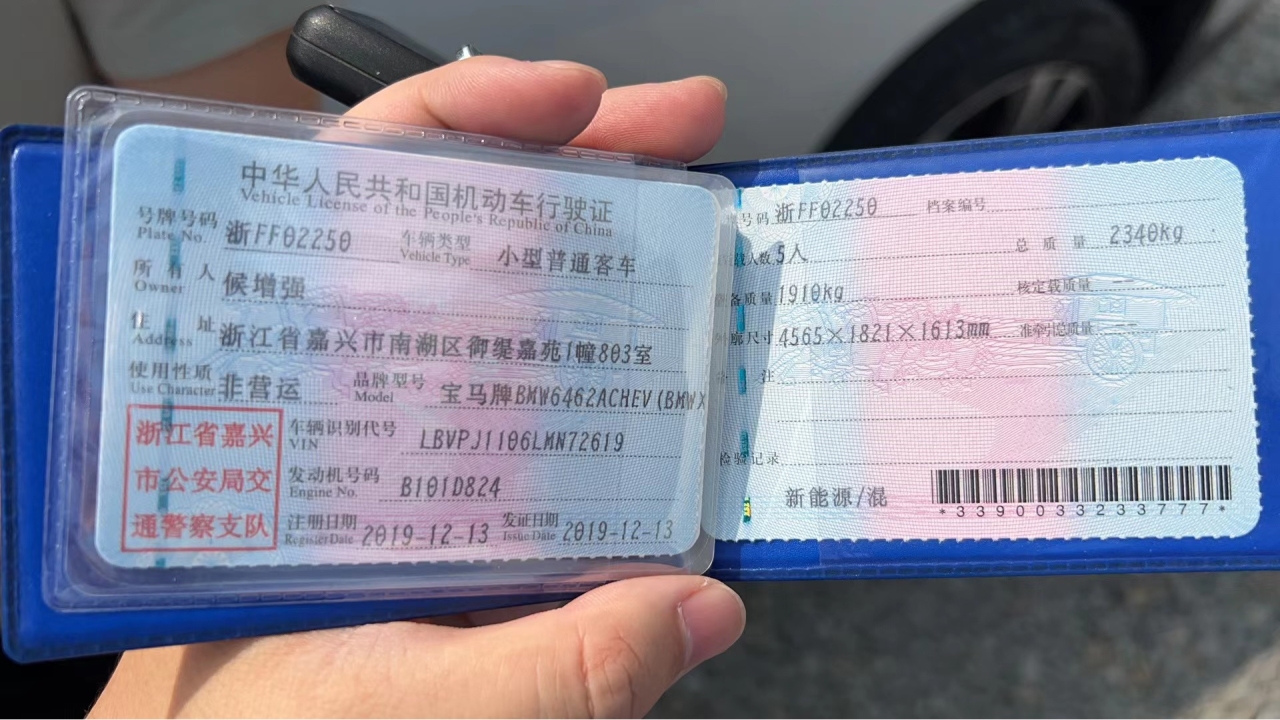 中华人民共和国机动车行驶证
Vehicle License of the People's Republic of China
号牌号码 浙FF02250 车辆类型 小型普通客车
Plate No. Vehicle Type
所有人 候增强
Owner
住址 浙江省嘉兴市南湖区御缇嘉苑1幢803室
Address
使用性质 非营运 品牌型号 宝马牌BMW6462ACHEV(BMWX
Use Character Model
浙江省嘉兴
市公安局交
通警察支队
车辆识别代号 LBVPJ1106LMN72619
VIN
发动机号码 B101D824
Engine No.
注册日期 2019-12-13 发证日期 2019-12-13
Register Date Issue Date
号码 浙FF02250 档案编号
人数 5人 总质量 2340kg
备质量 1910kg 核定载质量 --
廓尺寸 4565×1821×1613mm 准牵引总质量 --
注
检验记录
新能源/混
*3390033233777*